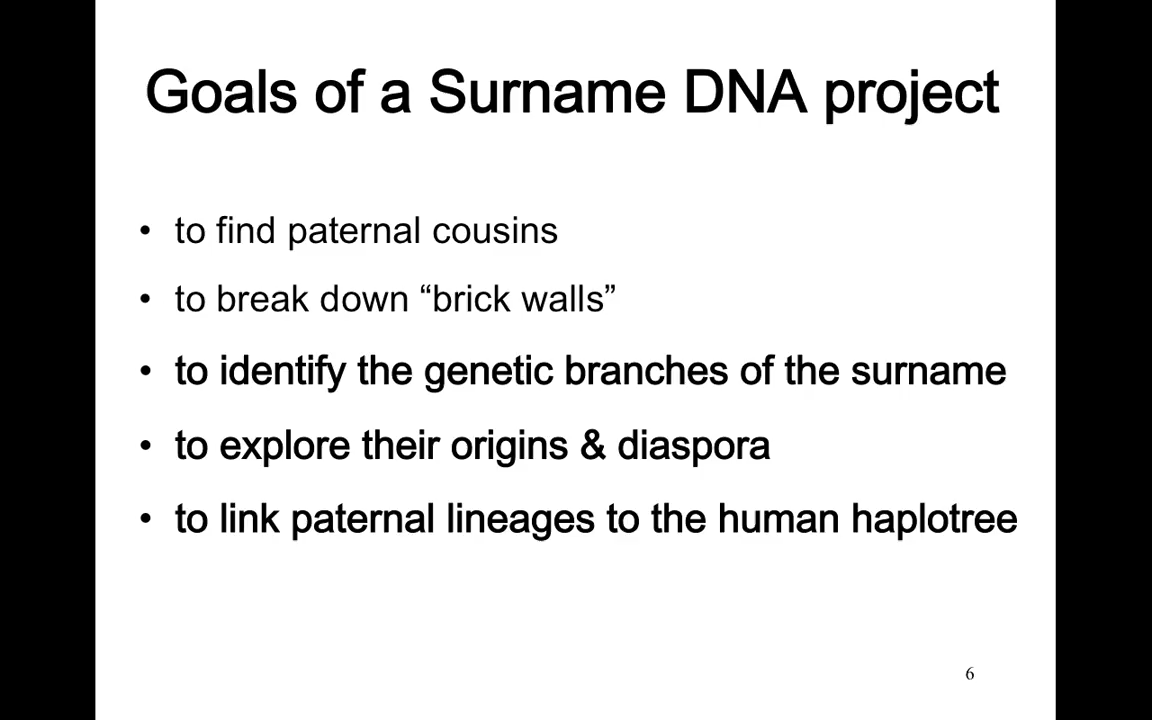 Goals of a Surname DNA project
• to find paternal cousins
• to break down “brick walls”
• to identify the genetic branches of the surname
• to explore their origins & diaspora
• to link paternal lineages to the human haplotree
6